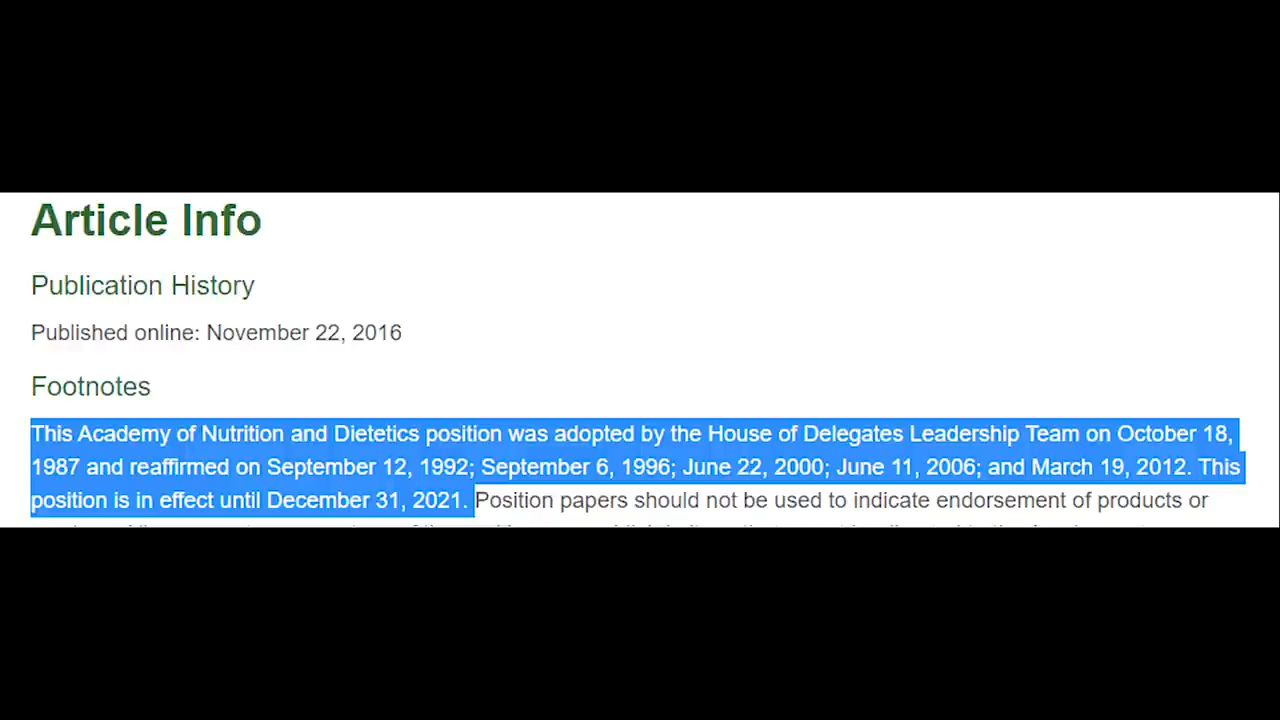 Article Info
Publication History
Published online: November 22, 2016
Footnotes
This Academy of Nutrition and Dietetics position was adopted by the House of Delegates Leadership Team on October 18,
1987 and reaffirmed on September 12, 1992; September 6, 1996; June 22, 2000; June 11, 2006; and March 19, 2012. This
position is in effect until December 31, 2021. Position papers should not be used to indicate endorsement of products or